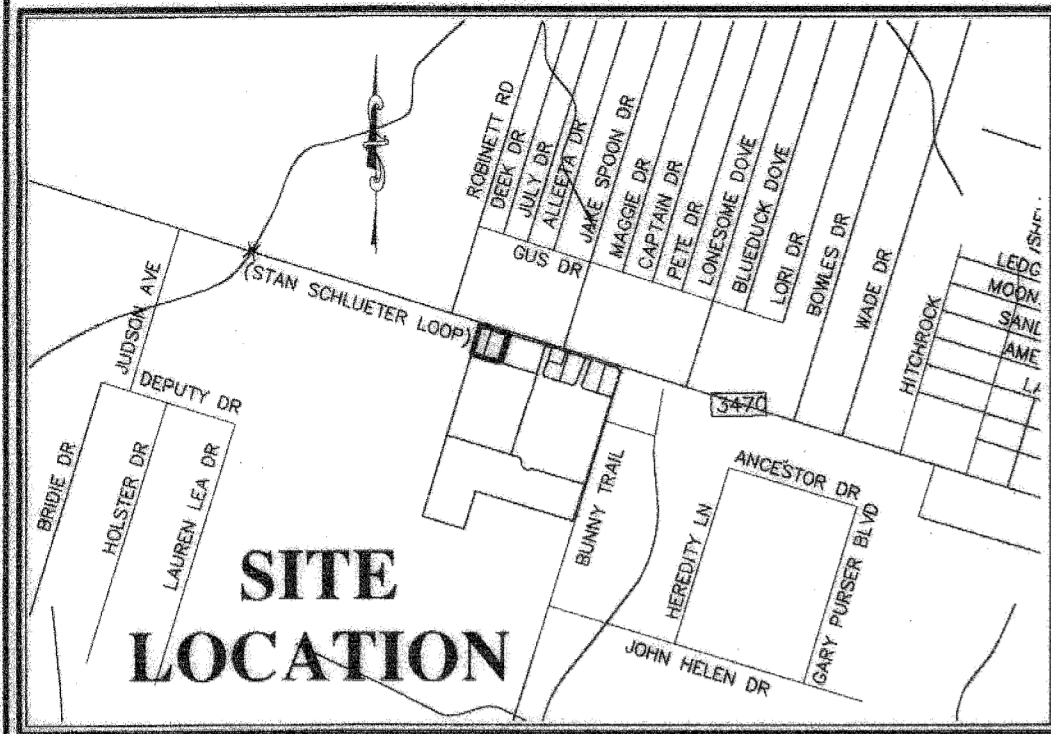 ROBINETT RD
DEEK DR
JULY DR
ALLEETA DR
JAKE SPOON DR
MAGGIE DR
CAPTAIN DR
PETE DR
LONESOME DOVE
BLUEDUCK DOVE
LORI DR
BOWLES DR
WADE DR
HITCHROCK
LEDG
MOON
SAND
AME
GUS DR
(STAN SCHLUETER LOOP)
3470
JUDSON AVE
DEPUTY DR
BRIDIE DR
HOLSTER DR
LAUREN LEA DR
BUNNY TRAIL
ANCESTOR DR
HEREDITY LN
GARY PURSER BLVD
JOHN HELEN DR
SITE
LOCATION